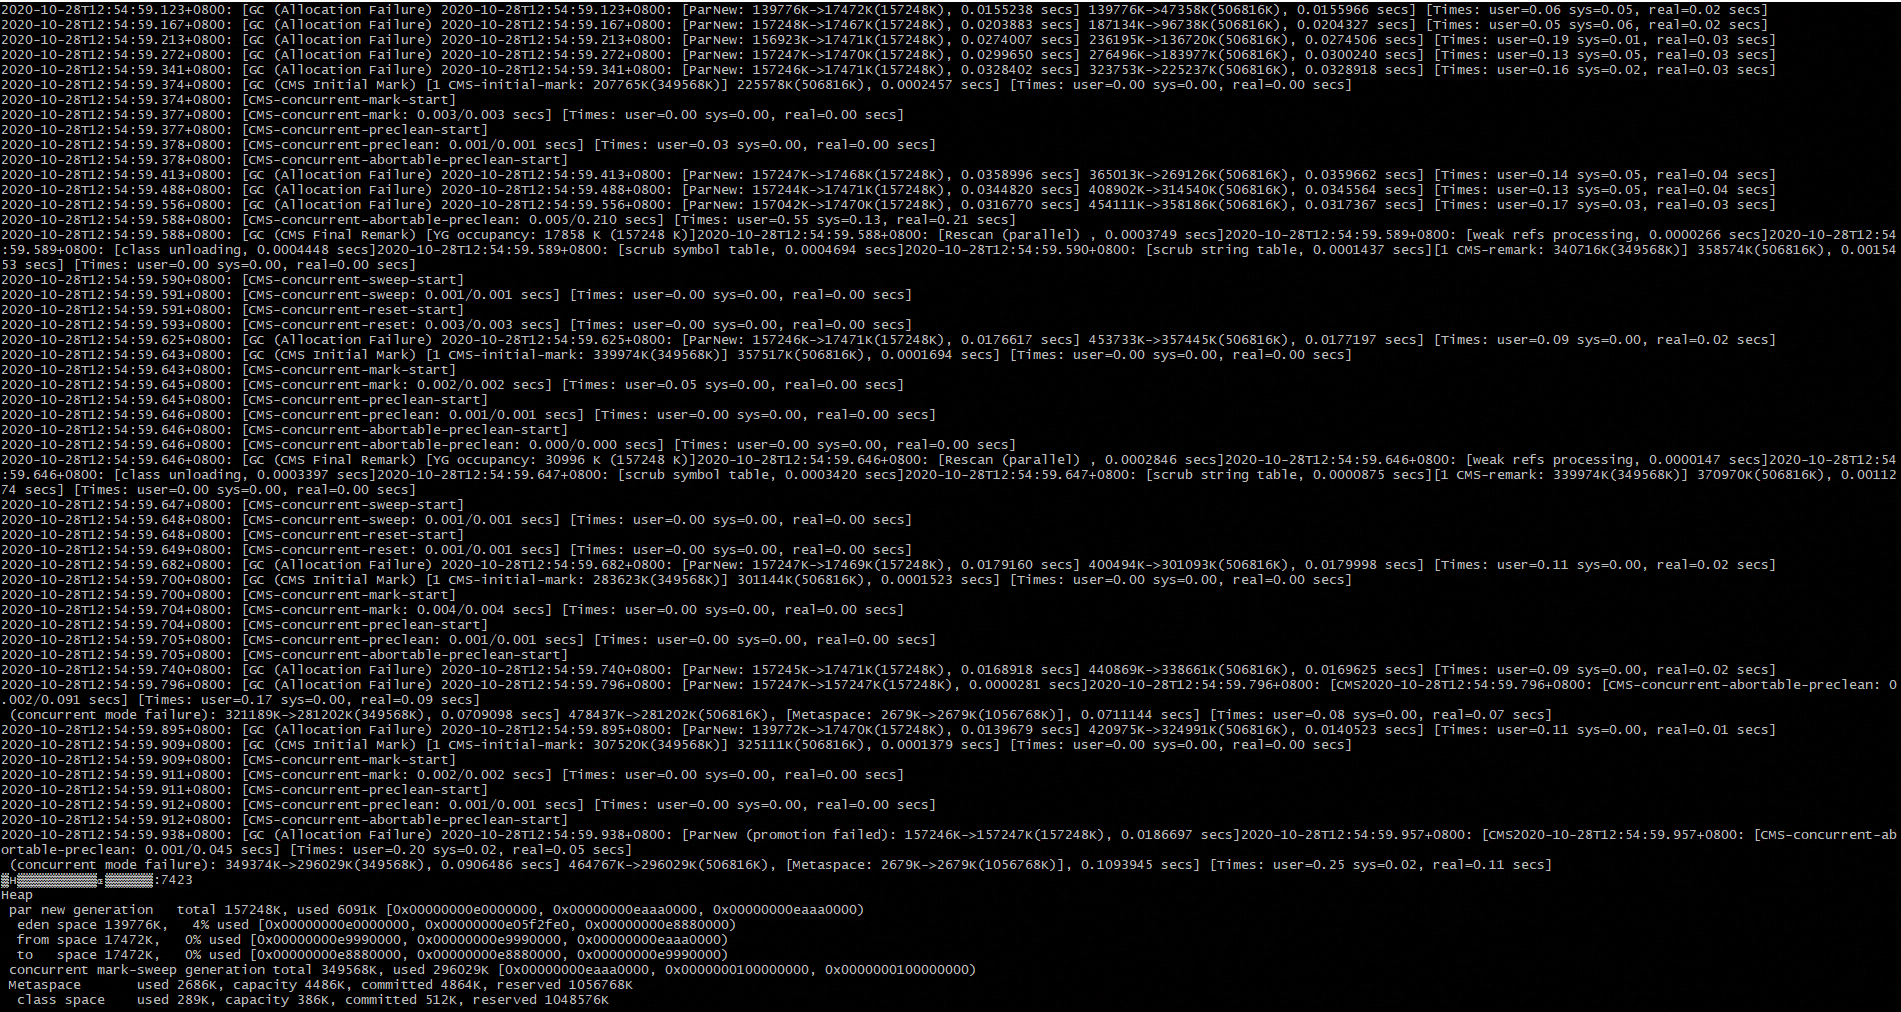 2020-10-28T12:54:59.123+0800: [GC (Allocation Failure) 2020-10-28T12:54:59.123+0800: [ParNew: 139776K->17472K(157248K), 0.0155238 secs] 139776K->47358K(506816K), 0.0155966 secs] [Times: user=0.06 sys=0.05, real=0.02 secs]
2020-10-28T12:54:59.167+0800: [GC (Allocation Failure) 2020-10-28T12:54:59.167+0800: [ParNew: 157248K->17467K(157248K), 0.0203883 secs] 187134K->96738K(506816K), 0.0204327 secs] [Times: user=0.05 sys=0.06, real=0.02 secs]
2020-10-28T12:54:59.213+0800: [GC (Allocation Failure) 2020-10-28T12:54:59.213+0800: [ParNew: 156923K->17471K(157248K), 0.0274007 secs] 236195K->136720K(506816K), 0.0274506 secs] [Times: user=0.19 sys=0.01, real=0.03 secs]
2020-10-28T12:54:59.272+0800: [GC (Allocation Failure) 2020-10-28T12:54:59.272+0800: [ParNew: 157247K->17470K(157248K), 0.0299650 secs] 276496K->183977K(506816K), 0.0300240 secs] [Times: user=0.13 sys=0.05, real=0.03 secs]
2020-10-28T12:54:59.341+0800: [GC (Allocation Failure) 2020-10-28T12:54:59.341+0800: [ParNew: 157246K->17471K(157248K), 0.0328402 secs] 323753K->225237K(506816K), 0.0328918 secs] [Times: user=0.16 sys=0.02, real=0.03 secs]
2020-10-28T12:54:59.374+0800: [GC (CMS Initial Mark) [1 CMS-initial-mark: 207765K(349568K)] 225578K(506816K), 0.0002457 secs] [Times: user=0.00 sys=0.00, real=0.00 secs]
2020-10-28T12:54:59.374+0800: [CMS-concurrent-mark-start]
2020-10-28T12:54:59.377+0800: [CMS-concurrent-mark: 0.003/0.003 secs] [Times: user=0.00 sys=0.00, real=0.00 secs]
2020-10-28T12:54:59.377+0800: [CMS-concurrent-preclean-start]
2020-10-28T12:54:59.378+0800: [CMS-concurrent-preclean: 0.001/0.001 secs] [Times: user=0.03 sys=0.00, real=0.00 secs]
2020-10-28T12:54:59.378+0800: [CMS-concurrent-abortable-preclean-start]
2020-10-28T12:54:59.413+0800: [GC (Allocation Failure) 2020-10-28T12:54:59.413+0800: [ParNew: 157247K->17468K(157248K), 0.0358996 secs] 365013K->269126K(506816K), 0.0359662 secs] [Times: user=0.14 sys=0.05, real=0.04 secs]
2020-10-28T12:54:59.488+0800: [GC (Allocation Failure) 2020-10-28T12:54:59.488+0800: [ParNew: 157244K->17471K(157248K), 0.0344820 secs] 408902K->314540K(506816K), 0.0345564 secs] [Times: user=0.13 sys=0.05, real=0.04 secs]
2020-10-28T12:54:59.556+0800: [GC (Allocation Failure) 2020-10-28T12:54:59.556+0800: [ParNew: 157042K->17470K(157248K), 0.0316770 secs] 454111K->358186K(506816K), 0.0317367 secs] [Times: user=0.17 sys=0.03, real=0.03 secs]
2020-10-28T12:54:59.588+0800: [CMS-concurrent-abortable-preclean: 0.005/0.210 secs] [Times: user=0.55 sys=0.13, real=0.21 secs]
2020-10-28T12:54:59.588+0800: [GC (CMS Final Remark) [YG occupancy: 17858 K (157248 K)]2020-10-28T12:54:59.588+0800: [Rescan (parallel) , 0.0003749 secs]2020-10-28T12:54:59.589+0800: [weak refs processing, 0.0000266 secs]2020-10-28T12:54
:59.589+0800: [class unloading, 0.0004448 secs]2020-10-28T12:54:59.589+0800: [scrub symbol table, 0.0004694 secs]2020-10-28T12:54:59.590+0800: [scrub string table, 0.0001437 secs][1 CMS-remark: 340716K(349568K)] 358574K(506816K), 0.00154
53 secs] [Times: user=0.00 sys=0.00, real=0.00 secs]
2020-10-28T12:54:59.590+0800: [CMS-concurrent-sweep-start]
2020-10-28T12:54:59.591+0800: [CMS-concurrent-sweep: 0.001/0.001 secs] [Times: user=0.00 sys=0.00, real=0.00 secs]
2020-10-28T12:54:59.591+0800: [CMS-concurrent-reset-start]
2020-10-28T12:54:59.593+0800: [CMS-concurrent-reset: 0.003/0.003 secs] [Times: user=0.00 sys=0.00, real=0.00 secs]
2020-10-28T12:54:59.625+0800: [GC (Allocation Failure) 2020-10-28T12:54:59.625+0800: [ParNew: 157246K->17471K(157248K), 0.0176617 secs] 453733K->357445K(506816K), 0.0177197 secs] [Times: user=0.09 sys=0.00, real=0.02 secs]
2020-10-28T12:54:59.643+0800: [GC (CMS Initial Mark) [1 CMS-initial-mark: 339974K(349568K)] 357517K(506816K), 0.0001694 secs] [Times: user=0.00 sys=0.00, real=0.00 secs]
2020-10-28T12:54:59.643+0800: [CMS-concurrent-mark-start]
2020-10-28T12:54:59.645+0800: [CMS-concurrent-mark: 0.002/0.002 secs] [Times: user=0.05 sys=0.00, real=0.00 secs]
2020-10-28T12:54:59.645+0800: [CMS-concurrent-preclean-start]
2020-10-28T12:54:59.646+0800: [CMS-concurrent-preclean: 0.001/0.001 secs] [Times: user=0.00 sys=0.00, real=0.00 secs]
2020-10-28T12:54:59.646+0800: [CMS-concurrent-abortable-preclean-start]
2020-10-28T12:54:59.646+0800: [CMS-concurrent-abortable-preclean: 0.000/0.000 secs] [Times: user=0.00 sys=0.00, real=0.00 secs]
2020-10-28T12:54:59.646+0800: [GC (CMS Final Remark) [YG occupancy: 30996 K (157248 K)]2020-10-28T12:54:59.646+0800: [Rescan (parallel) , 0.0002846 secs]2020-10-28T12:54:59.646+0800: [weak refs processing, 0.0000147 secs]2020-10-28T12:54
:59.646+0800: [class unloading, 0.0003397 secs]2020-10-28T12:54:59.647+0800: [scrub symbol table, 0.0003420 secs]2020-10-28T12:54:59.647+0800: [scrub string table, 0.0000875 secs][1 CMS-remark: 339974K(349568K)] 370970K(506816K), 0.00112
74 secs] [Times: user=0.00 sys=0.00, real=0.00 secs]
2020-10-28T12:54:59.647+0800: [CMS-concurrent-sweep-start]
2020-10-28T12:54:59.648+0800: [CMS-concurrent-sweep: 0.001/0.001 secs] [Times: user=0.00 sys=0.00, real=0.00 secs]
2020-10-28T12:54:59.648+0800: [CMS-concurrent-reset-start]
2020-10-28T12:54:59.649+0800: [CMS-concurrent-reset: 0.001/0.001 secs] [Times: user=0.00 sys=0.00, real=0.00 secs]
2020-10-28T12:54:59.682+0800: [GC (Allocation Failure) 2020-10-28T12:54:59.682+0800: [ParNew: 157247K->17469K(157248K), 0.0179160 secs] 400494K->301093K(506816K), 0.0179998 secs] [Times: user=0.11 sys=0.00, real=0.02 secs]
2020-10-28T12:54:59.700+0800: [GC (CMS Initial Mark) [1 CMS-initial-mark: 283623K(349568K)] 301144K(506816K), 0.0001523 secs] [Times: user=0.00 sys=0.00, real=0.00 secs]
2020-10-28T12:54:59.700+0800: [CMS-concurrent-mark-start]
2020-10-28T12:54:59.704+0800: [CMS-concurrent-mark: 0.004/0.004 secs] [Times: user=0.00 sys=0.00, real=0.00 secs]
2020-10-28T12:54:59.704+0800: [CMS-concurrent-preclean-start]
2020-10-28T12:54:59.705+0800: [CMS-concurrent-preclean: 0.001/0.001 secs] [Times: user=0.00 sys=0.00, real=0.00 secs]
2020-10-28T12:54:59.705+0800: [CMS-concurrent-abortable-preclean-start]
2020-10-28T12:54:59.740+0800: [GC (Allocation Failure) 2020-10-28T12:54:59.740+0800: [ParNew: 157245K->17471K(157248K), 0.0168918 secs] 440869K->338661K(506816K), 0.0169625 secs] [Times: user=0.09 sys=0.00, real=0.02 secs]
2020-10-28T12:54:59.796+0800: [GC (Allocation Failure) 2020-10-28T12:54:59.796+0800: [ParNew: 157247K->157247K(157248K), 0.0000281 secs]2020-10-28T12:54:59.796+0800: [CMS2020-10-28T12:54:59.796+0800: [CMS-concurrent-abortable-preclean: 0
.002/0.091 secs] [Times: user=0.17 sys=0.00, real=0.09 secs]
(concurrent mode failure): 321189K->281202K(349568K), 0.0709098 secs] 478437K->281202K(506816K), [Metaspace: 2679K->2679K(1056768K)], 0.0711144 secs] [Times: user=0.08 sys=0.00, real=0.07 secs]
2020-10-28T12:54:59.895+0800: [GC (Allocation Failure) 2020-10-28T12:54:59.895+0800: [ParNew: 139772K->17470K(157248K), 0.0139679 secs] 420975K->324991K(506816K), 0.0140523 secs] [Times: user=0.11 sys=0.00, real=0.01 secs]
2020-10-28T12:54:59.909+0800: [GC (CMS Initial Mark) [1 CMS-initial-mark: 307520K(349568K)] 325111K(506816K), 0.0001379 secs] [Times: user=0.00 sys=0.00, real=0.00 secs]
2020-10-28T12:54:59.909+0800: [CMS-concurrent-mark-start]
2020-10-28T12:54:59.911+0800: [CMS-concurrent-mark: 0.002/0.002 secs] [Times: user=0.00 sys=0.00, real=0.00 secs]
2020-10-28T12:54:59.911+0800: [CMS-concurrent-preclean-start]
2020-10-28T12:54:59.912+0800: [CMS-concurrent-preclean: 0.001/0.001 secs] [Times: user=0.00 sys=0.00, real=0.00 secs]
2020-10-28T12:54:59.912+0800: [CMS-concurrent-abortable-preclean-start]
2020-10-28T12:54:59.938+0800: [GC (Allocation Failure) 2020-10-28T12:54:59.938+0800: [ParNew (promotion failed): 157246K->157247K(157248K), 0.0186697 secs]2020-10-28T12:54:59.957+0800: [CMS2020-10-28T12:54:59.957+0800: [CMS-concurrent-ab
ortable-preclean: 0.001/0.045 secs] [Times: user=0.20 sys=0.02, real=0.05 secs]
(concurrent mode failure): 349374K->296029K(349568K), 0.0906486 secs] 464767K->296029K(506816K), [Metaspace: 2679K->2679K(1056768K)], 0.1093945 secs] [Times: user=0.25 sys=0.02, real=0.11 secs]
:7423
Heap
par new generation   total 157248K, used 6091K [0x00000000e0000000, 0x00000000eaaa0000, 0x00000000eaaa0000)
eden space 139776K,   4% used [0x00000000e0000000, 0x00000000e05f2fe0, 0x00000000e8880000)
from space 17472K,   0% used [0x00000000e9990000, 0x00000000e9990000, 0x00000000eaaa0000)
to   space 17472K,   0% used [0x00000000e8880000, 0x00000000e8880000, 0x00000000e9990000)
concurrent mark-sweep generation total 349568K, used 296029K [0x00000000eaaa0000, 0x0000000100000000, 0x0000000100000000)
Metaspace       used 2686K, capacity 4486K, committed 4864K, reserved 1056768K
class space    used 289K, capacity 386K, committed 512K, reserved 1048576K